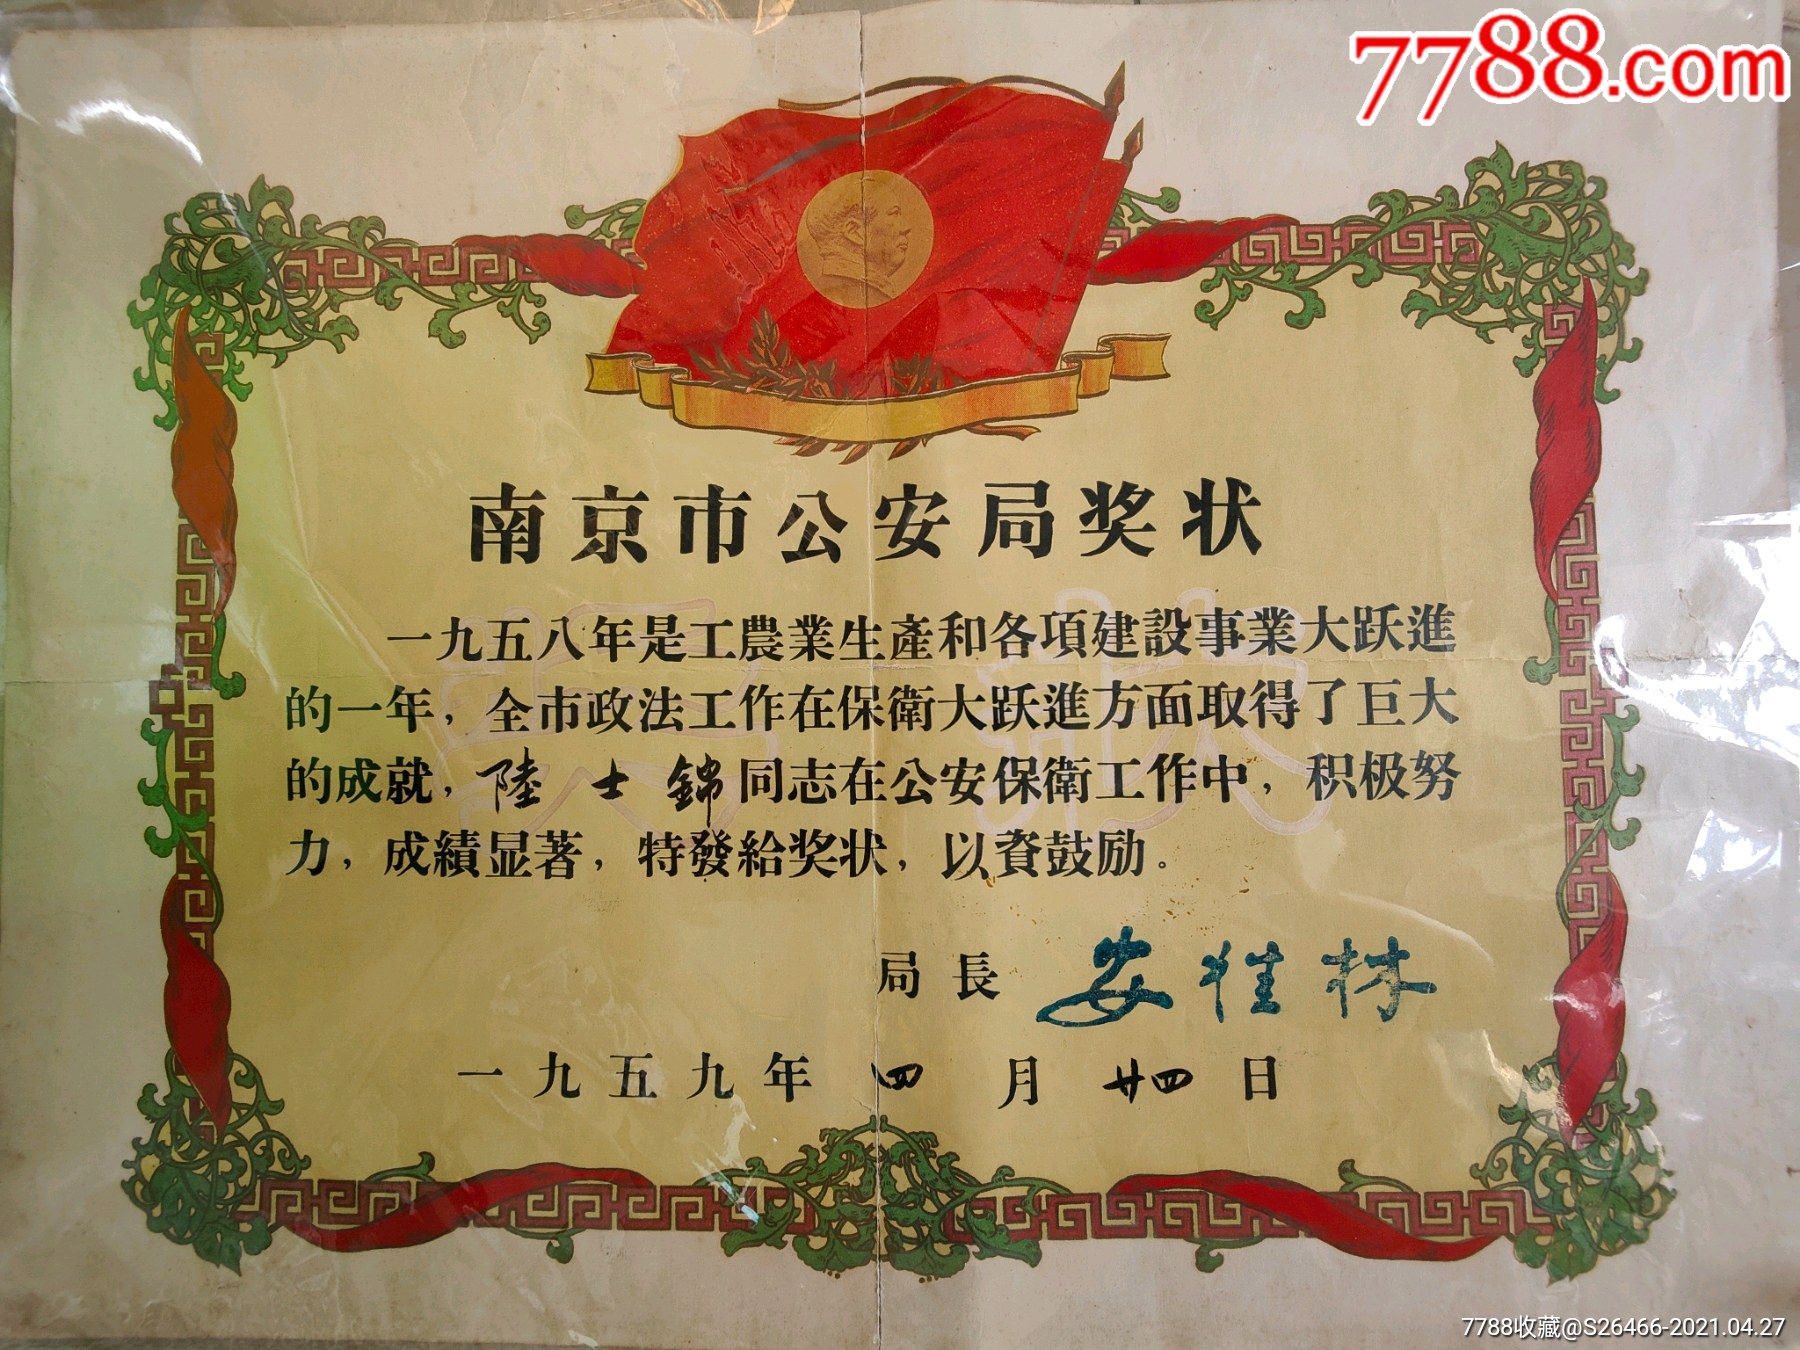 7788.com
南京市公安局奖状
一九五八年是工農業生產和各項建設事業大跃進
的一年，全市政法工作在保衛大跃進方面取得了巨大
的成就，陸士錦同志在公安保衛工作中，积极努
力，成績显著，特發給奖状，以資鼓励。
局長 安桂林
一九五九年四月廿四日
7788收藏@S26466-2021.04.27